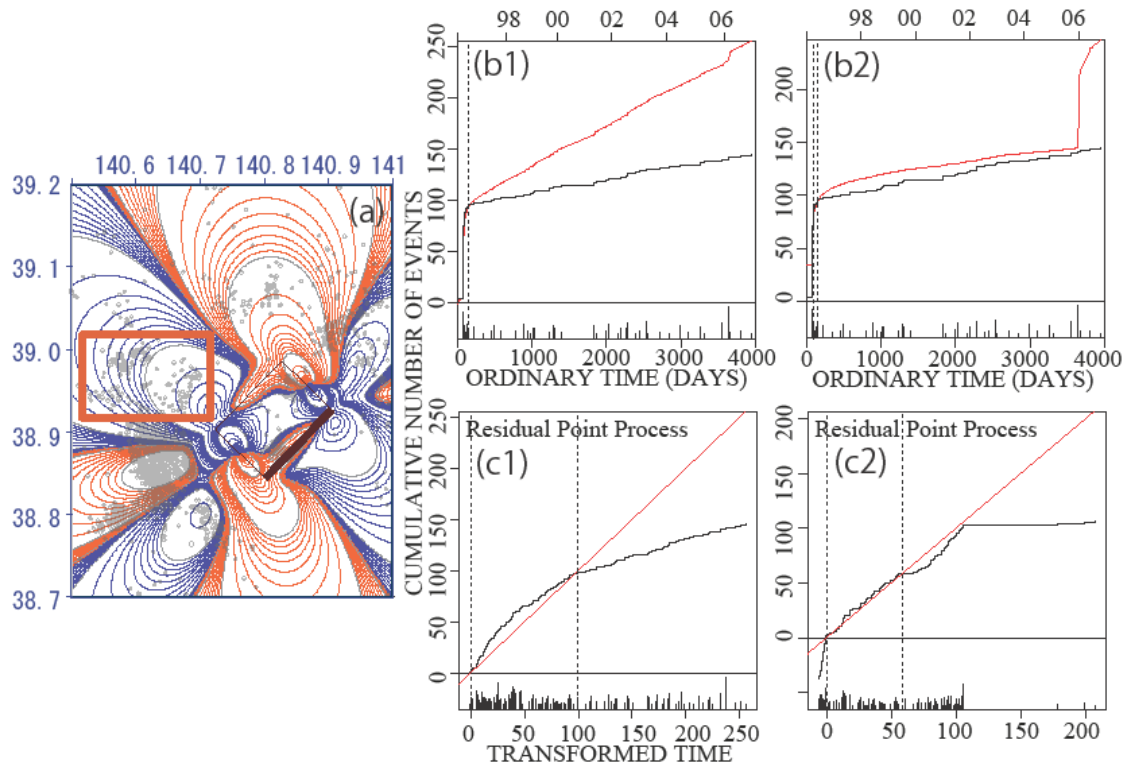 98 00 02 04 06
98 00 02 04 06
(b1)
(b2)
250
200
150
100
50
0
200
150
100
50
0
140.6 140.7 140.8 140.9 141
39.2
39.1
39.0
38.9
38.8
38.7
(a)
CUMULATIVE NUMBER OF EVENTS
0 1000 2000 3000 4000
ORDINARY TIME (DAYS)
0 1000 2000 3000 4000
ORDINARY TIME (DAYS)
Residual Point Process
(c1)
250
200
150
100
50
0
0 50 100 150 200 250
TRANSFORMED TIME
Residual Point Process
(c2)
200
150
100
50
0
0 50 100 150 200